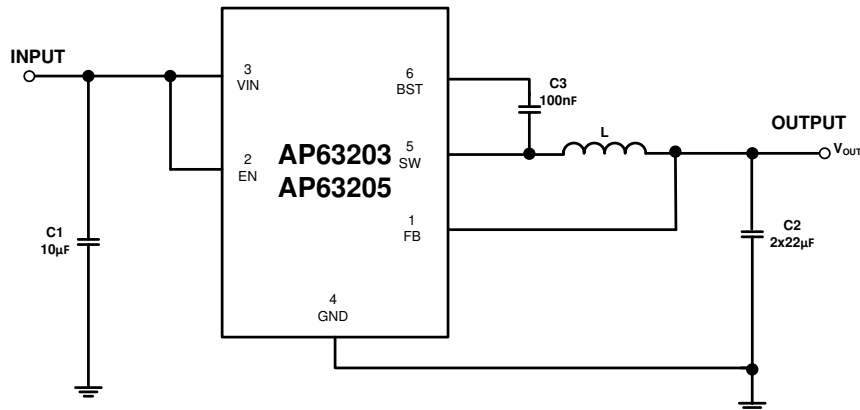 INPUT
3
VIN
2
EN
C1
10µF
AP63203
AP63205
6
BST
5
SW
1
FB
4
GND
C3
100nF
L
OUTPUT
VOUT
C2
2x22µF